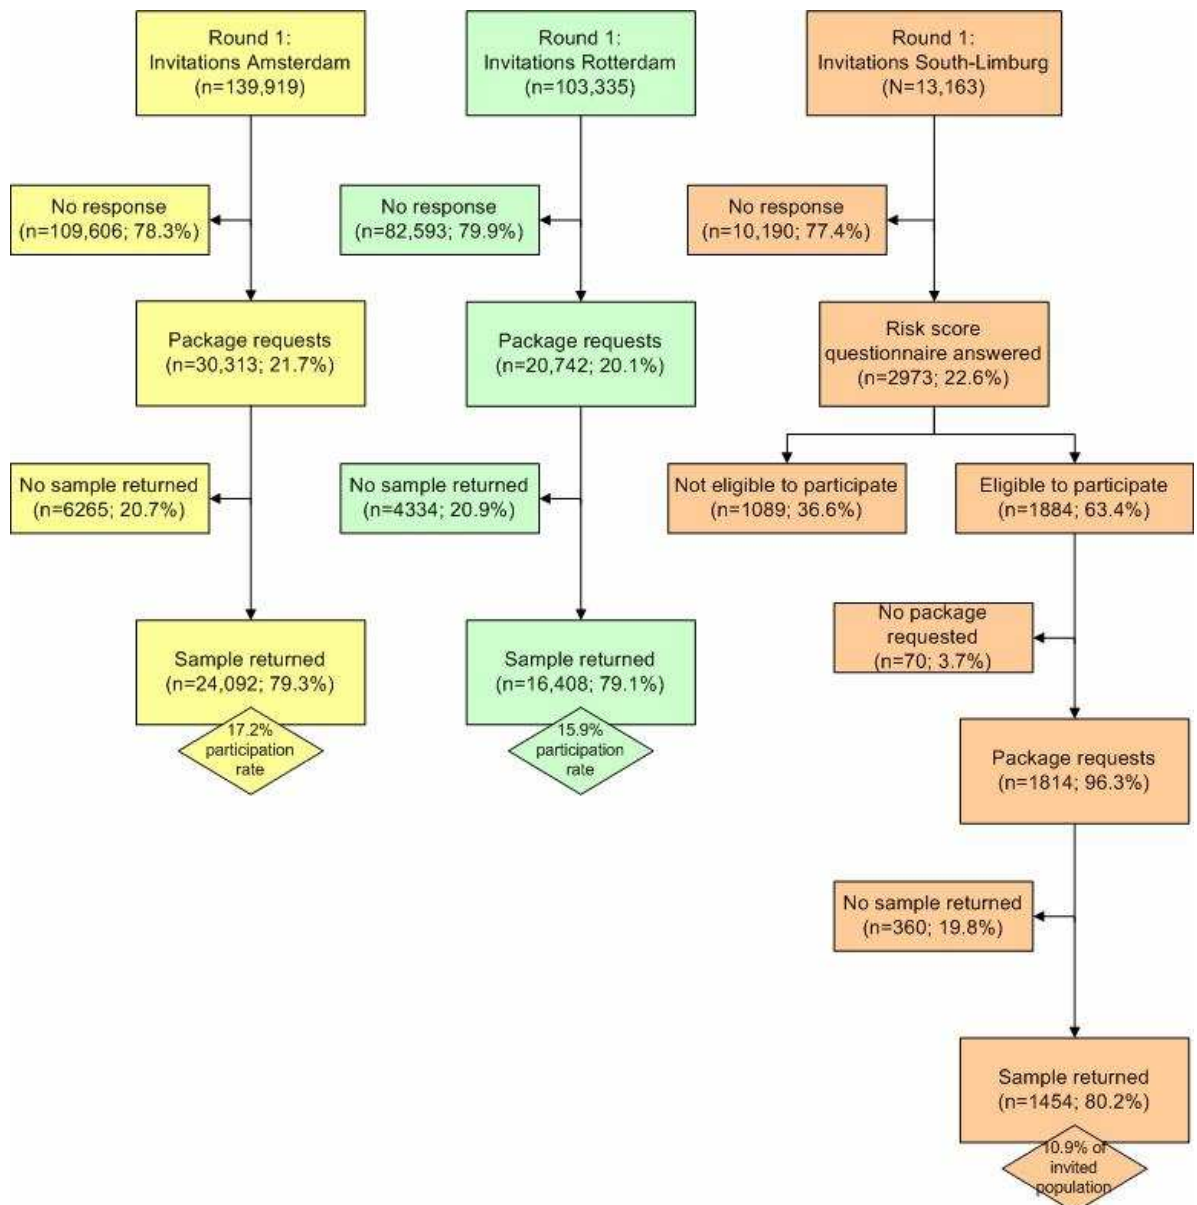 Round 1:
Invitations Amsterdam
(n=139,919)
No response
(n=109,606; 78.3%)
Package requests
(n=30,313; 21.7%)
No sample returned
(n=6265; 20.7%)
Sample returned
(n=24,092; 79.3%)
17.2%
participation
rate
Round 1:
Invitations Rotterdam
(n=103,335)
No response
(n=82,593; 79.9%)
Package requests
(n=20,742; 20.1%)
No sample returned
(n=4334; 20.9%)
Sample returned
(n=16,408; 79.1%)
15.9%
participation
rate
Round 1:
Invitations South-Limburg
(N=13,163)
No response
(n=10,190; 77.4%)
Risk score
questionnaire answered
(n=2973; 22.6%)
Not eligible to participate
(n=1089; 36.6%)
Eligible to participate
(n=1884; 63.4%)
No package
requested
(n=70; 3.7%)
Package requests
(n=1814; 96.3%)
No sample returned
(n=360; 19.8%)
Sample returned
(n=1454; 80.2%)
10.9% of
invited
population